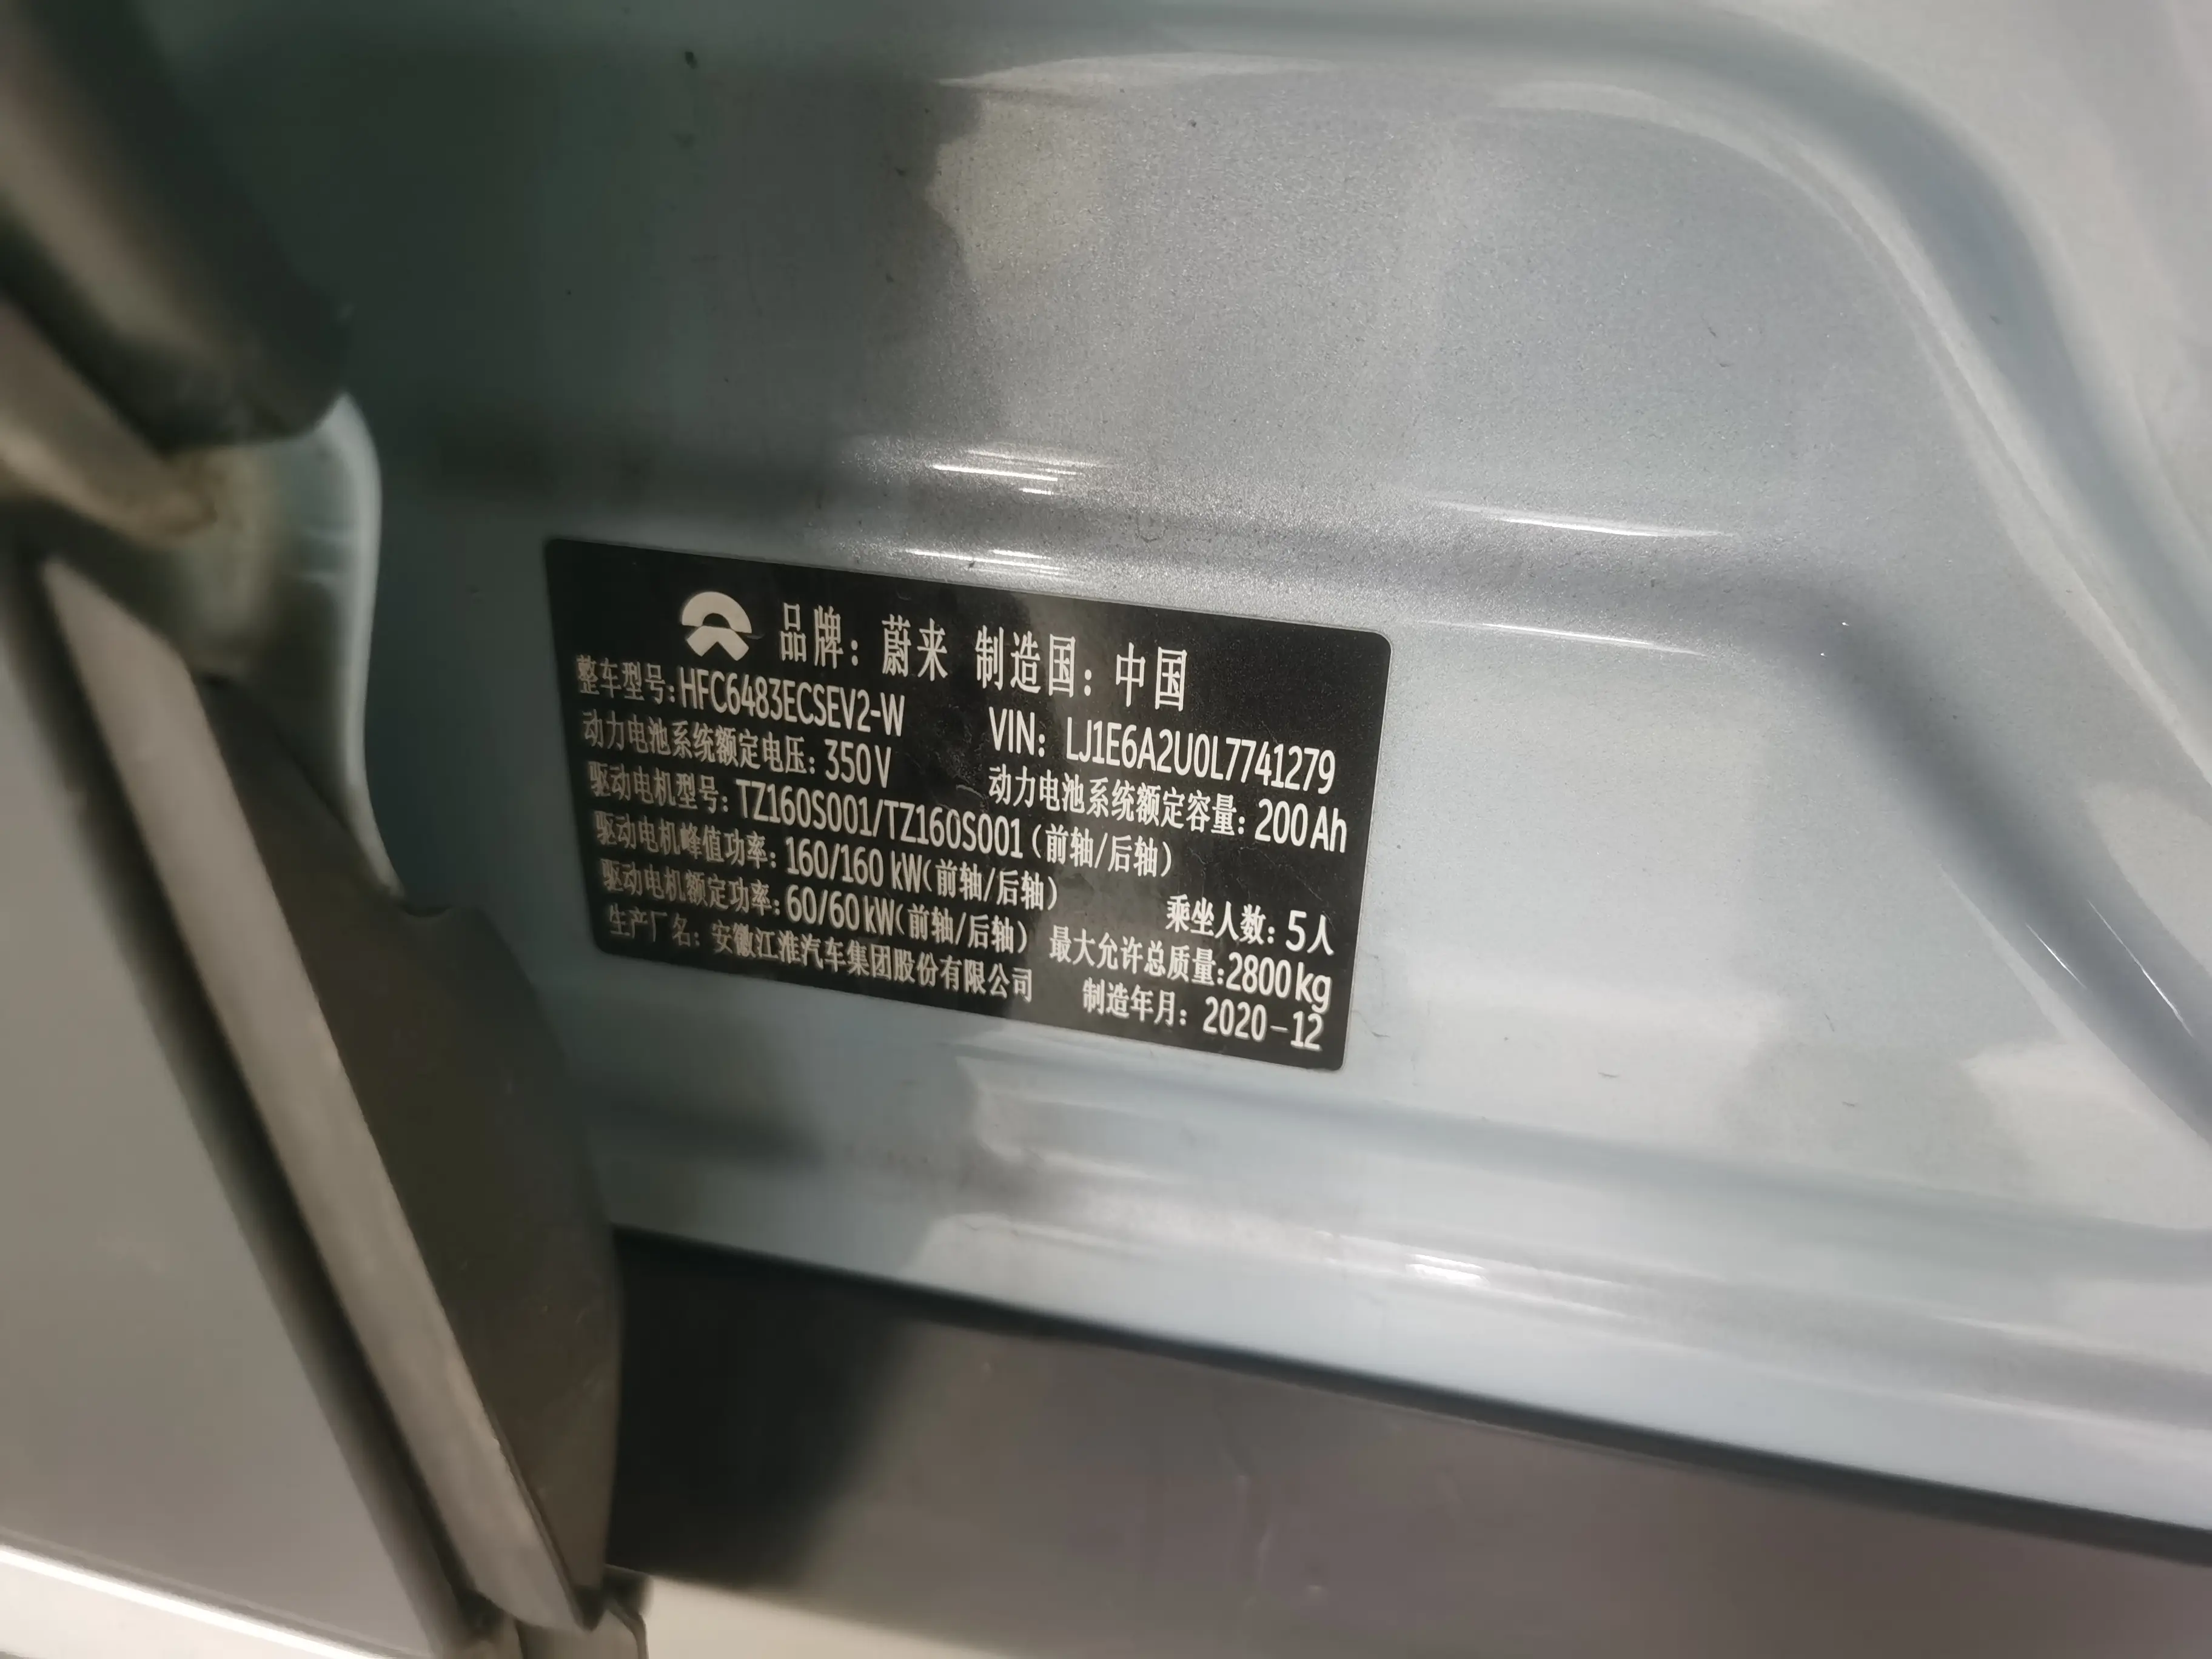 品牌：蔚来 制造国：中国
整车型号：HFC6483ECSEV2-W VIN：LJ1E6A2U0L7741279
动力电池系统额定电压：350V 动力电池系统额定容量：200Ah
驱动电机型号：TZ160S001/TZ160S001（前轴/后轴）
驱动电机峰值功率：160/160 kW（前轴/后轴） 乘坐人数：5人
驱动电机额定功率：60/60kW（前轴/后轴） 最大允许总质量：2800kg
生产厂名：安徽江淮汽车集团股份有限公司 制造年月：2020-12